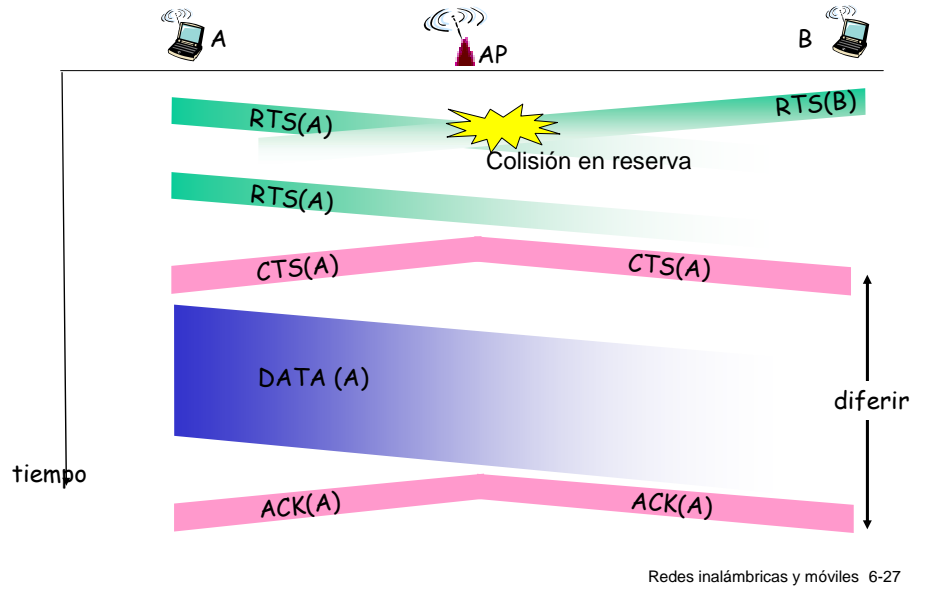 A
AP
B
RTS(A)
RTS(B)
Colisión en reserva
RTS(A)
CTS(A)
CTS(A)
DATA (A)
diferir
tiempo
ACK(A)
ACK(A)
Redes inalámbricas y móviles 6-27